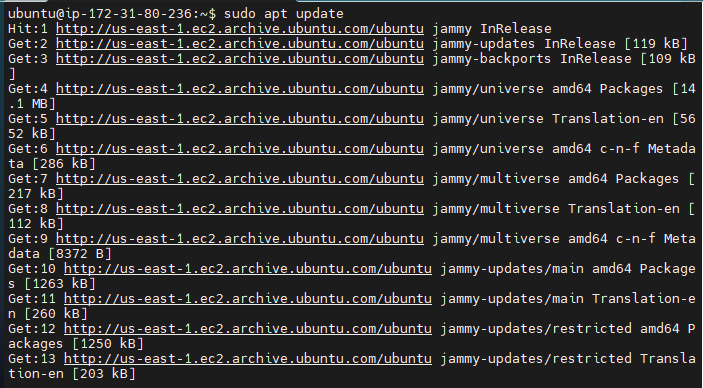 ubuntu@ip-172-31-80-236:~$ sudo apt update
Hit:1 http://us-east-1.ec2.archive.ubuntu.com/ubuntu jammy InRelease
Get:2 http://us-east-1.ec2.archive.ubuntu.com/ubuntu jammy-updates InRelease [119 kB]
Get:3 http://us-east-1.ec2.archive.ubuntu.com/ubuntu jammy-backports InRelease [109 kB
]
Get:4 http://us-east-1.ec2.archive.ubuntu.com/ubuntu jammy/universe amd64 Packages [14
.1 MB]
Get:5 http://us-east-1.ec2.archive.ubuntu.com/ubuntu jammy/universe Translation-en [56
52 kB]
Get:6 http://us-east-1.ec2.archive.ubuntu.com/ubuntu jammy/universe amd64 c-n-f Metada
ta [286 kB]
Get:7 http://us-east-1.ec2.archive.ubuntu.com/ubuntu jammy/multiverse amd64 Packages [
217 kB]
Get:8 http://us-east-1.ec2.archive.ubuntu.com/ubuntu jammy/multiverse Translation-en [
112 kB]
Get:9 http://us-east-1.ec2.archive.ubuntu.com/ubuntu jammy/multiverse amd64 c-n-f Meta
data [8372 B]
Get:10 http://us-east-1.ec2.archive.ubuntu.com/ubuntu jammy-updates/main amd64 Package
s [1263 kB]
Get:11 http://us-east-1.ec2.archive.ubuntu.com/ubuntu jammy-updates/main Translation-e
n [260 kB]
Get:12 http://us-east-1.ec2.archive.ubuntu.com/ubuntu jammy-updates/restricted amd64 P
ackages [1250 kB]
Get:13 http://us-east-1.ec2.archive.ubuntu.com/ubuntu jammy-updates/restricted Transla
tion-en [203 kB]